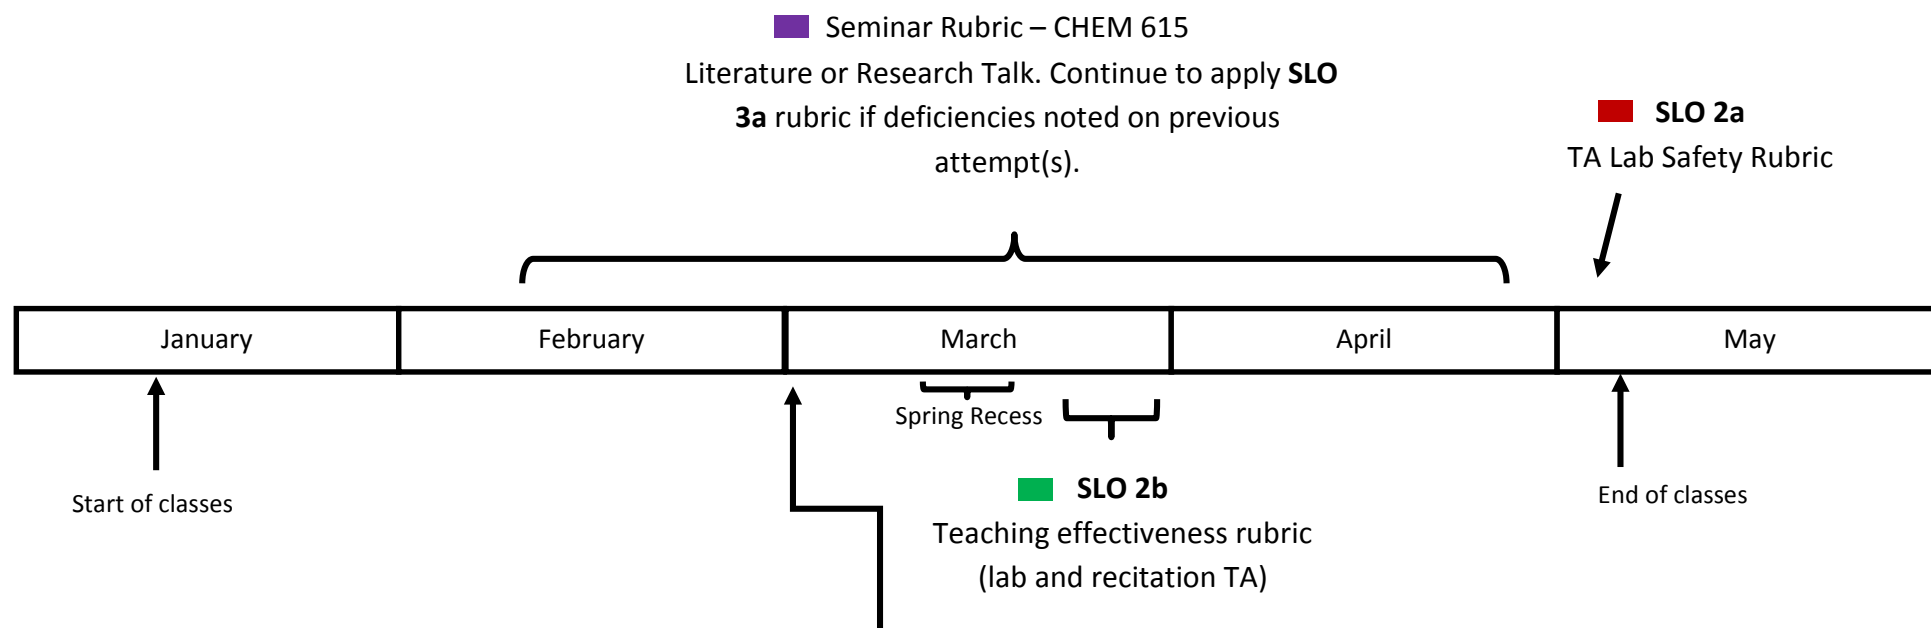 Seminar Rubric – CHEM 615
Literature or Research Talk. Continue to apply SLO
3a rubric if deficiencies noted on previous
attempt(s).
SLO 2a
TA Lab Safety Rubric
January
February
March
April
May
Spring Recess
Start of classes
SLO 2b
Teaching effectiveness rubric
(lab and recitation TA)
End of classes